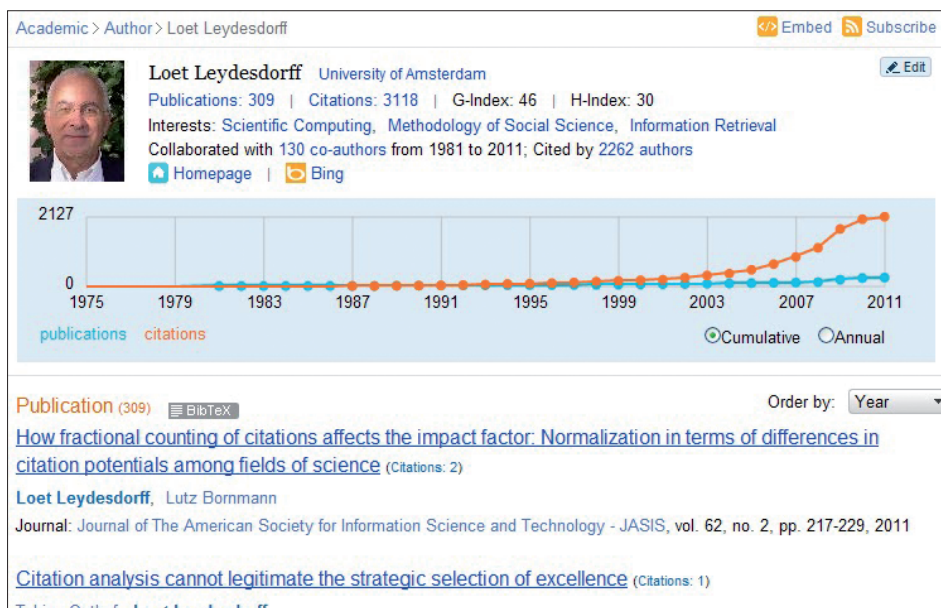 Academic > Author > Loet Leydesdorff
Embed Subscribe
Loet Leydesdorff University of Amsterdam
Edit
Publications: 309 | Citations: 3118 | G-Index: 46 | H-Index: 30
Interests: Scientific Computing, Methodology of Social Science, Information Retrieval
Collaborated with 130 co-authors from 1981 to 2011; Cited by 2262 authors
Homepage | Bing
2127
0
1975 1979 1983 1987 1991 1995 1999 2003 2007 2011
publications citations
Cumulative Annual
Publication (309) BibTeX
Order by: Year
How fractional counting of citations affects the impact factor: Normalization in terms of differences in
citation potentials among fields of science (Citations: 2)
Loet Leydesdorff, Lutz Bornmann
Journal: Journal of The American Society for Information Science and Technology - JASIS, vol. 62, no. 2, pp. 217-229, 2011
Citation analysis cannot legitimate the strategic selection of excellence (Citations: 1)